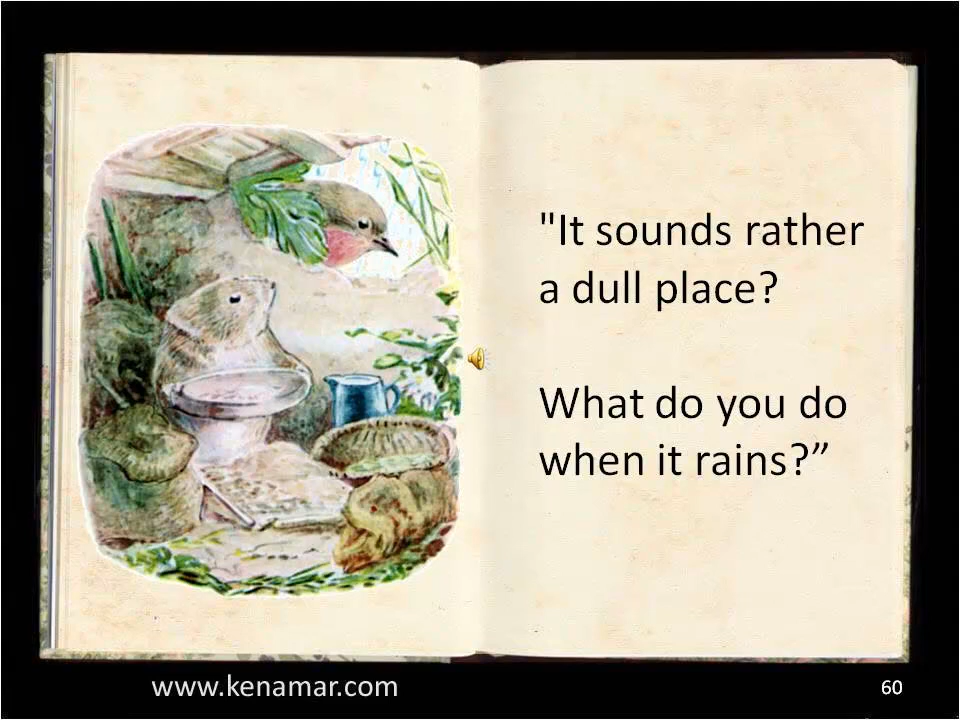 "It sounds rather
a dull place?
What do you do
when it rains?”
www.kenamar.com
60